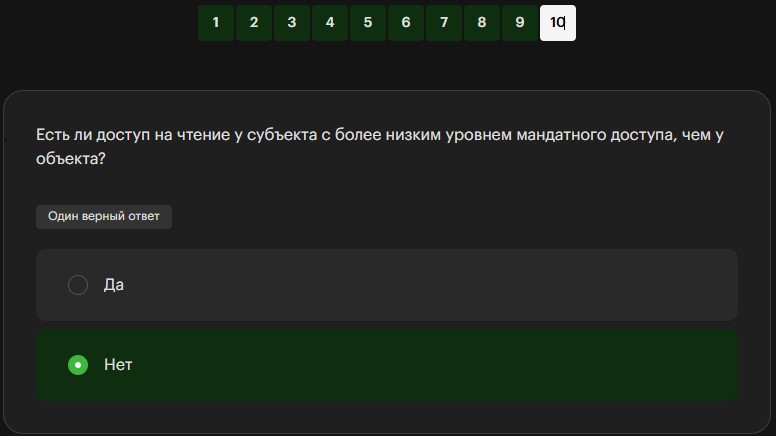 1 2 3 4 5 6 7 8 9 10
Есть ли доступ на чтение у субъекта с более низким уровнем мандатного доступа, чем у
объекта?
Один верный ответ
Да
Нет